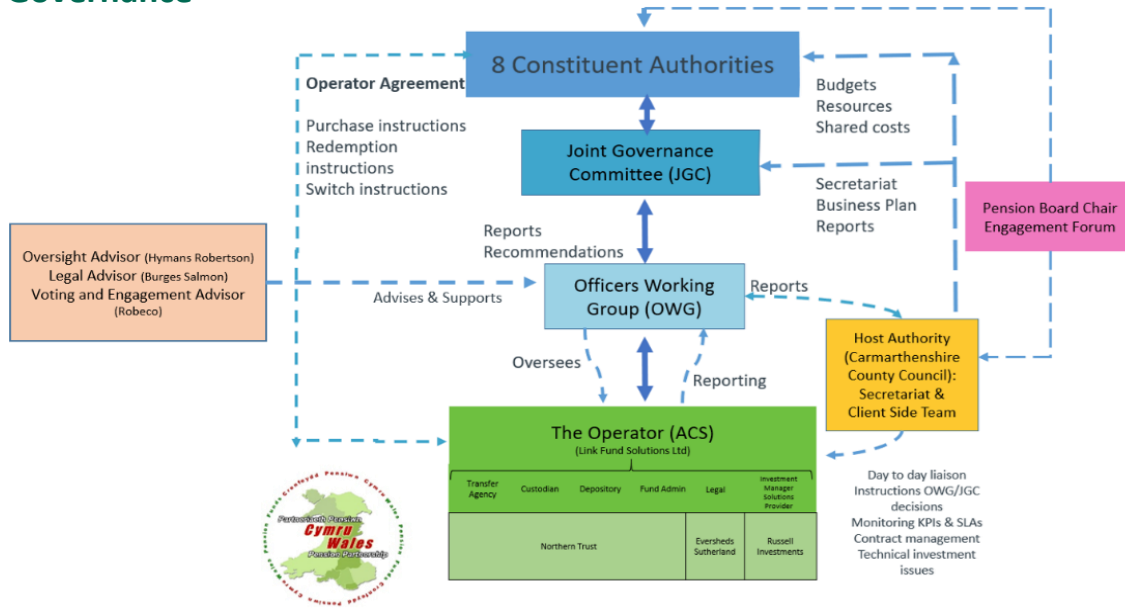 Governance
8 Constituent Authorities
Operator Agreement
Purchase instructions
Redemption
instructions
Switch instructions
Budgets
Resources
Shared costs
Joint Governance
Committee (JGC)
Secretariat
Business Plan
Reports
Pension Board Chair
Engagement Forum
Reports
Recommendations
Oversight Advisor (Hymans Robertson)
Legal Advisor (Burges Salmon)
Voting and Engagement Advisor
(Robeco)
Advises & Supports
Officers Working
Group (OWG)
Reports
Host Authority
(Carmarthenshire
County Council):
Secretariat &
Client Side Team
Oversees
Reporting
The Operator (ACS)
(Link Fund Solutions Ltd)
Transfer
Agency
Custodian
Depository
Fund Admin
Legal
Investment
Manager
Solutions
Provider
Northern Trust
Eversheds
Sutherland
Russell
Investments
Day to day liaison
Instructions OWG/JGC
decisions
Monitoring KPIs & SLAs
Contract management
Technical investment
issues
Partneriaeth Pensiwn
Cymru
Wales
Pension Partnership